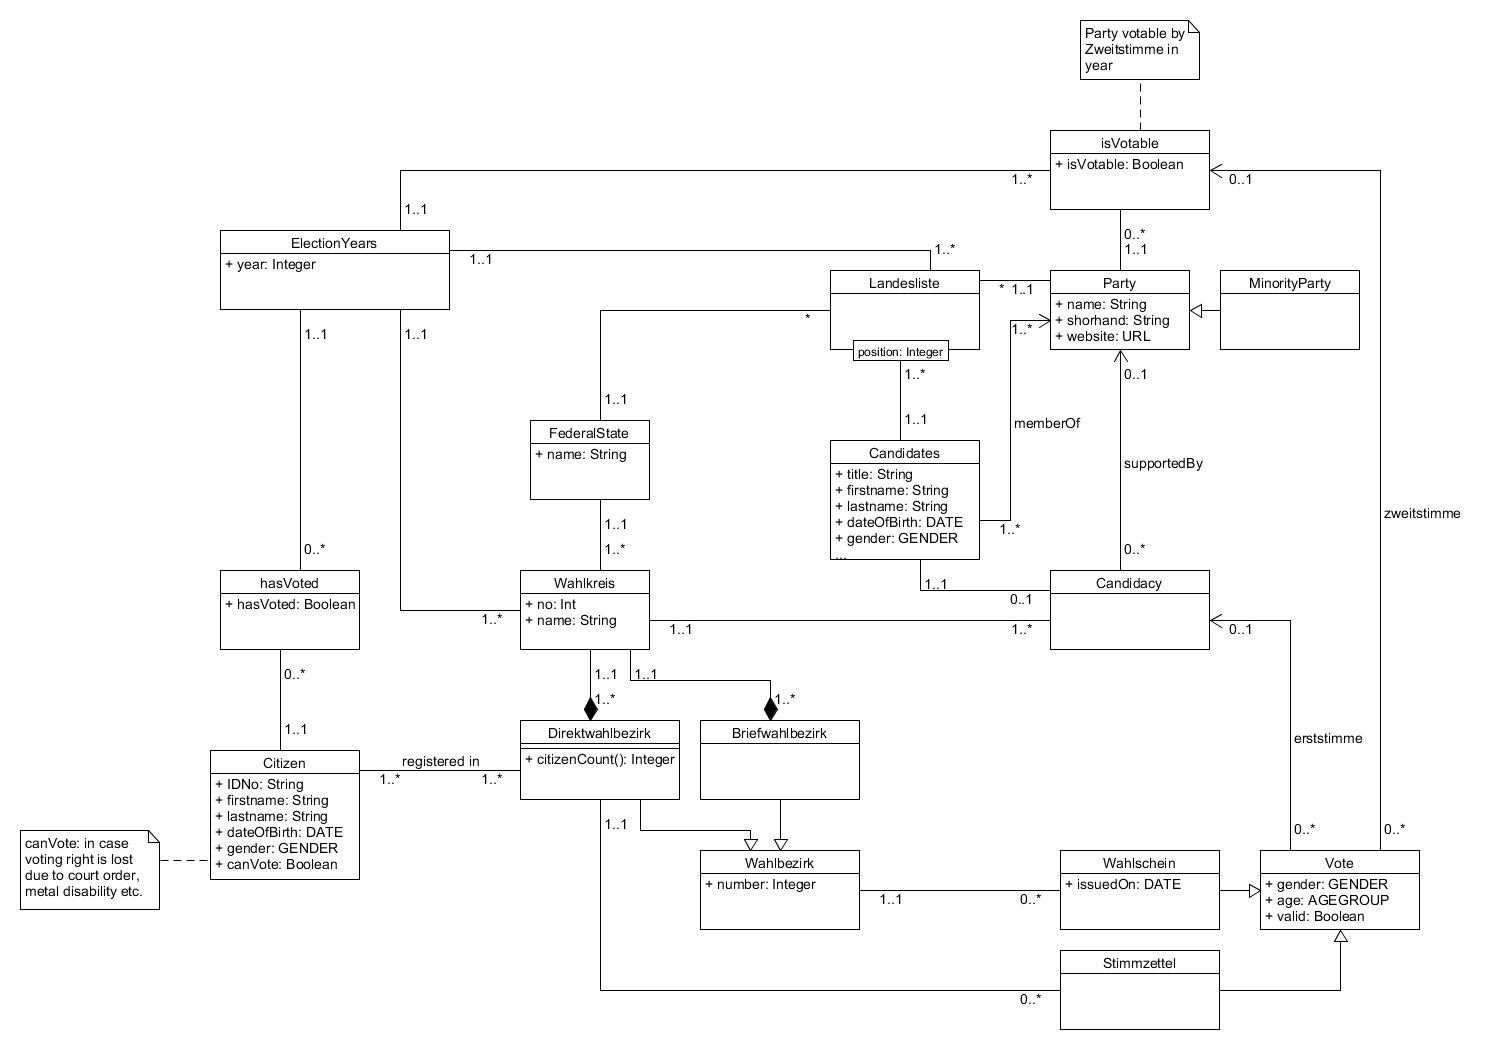 Party votable by
Zweitstimme in
year
isVotable
+ isVotable: Boolean
1..*
0..1
1..1
0..*
1..1
ElectionYears
+ year: Integer
1..1
1..*
Landesliste
position: Integer
* 1..1
Party
+ name: String
+ shorhand: String
+ website: URL
MinorityParty
*
1..*
1..1
1..1
1..*
0..1
1..1
1..1
memberOf
FederalState
+ name: String
Candidates
+ title: String
+ firstname: String
+ lastname: String
+ dateOfBirth: DATE
+ gender: GENDER
...
supportedBy
zweitstimme
1..1
1..*
1..*
0..*
0..*
hasVoted
+ hasVoted: Boolean
Wahlkreis
+ no: Int
+ name: String
Candidacy
1..1
0..1
1..*
1..1
1..*
0..1
0..*
1..1
1..1
1..*
1..*
1..1
Direktwahlbezirk
+ citizenCount(): Integer
Briefwahlbezirk
erststimme
Citizen
+ IDNo: String
+ firstname: String
+ lastname: String
+ dateOfBirth: DATE
+ gender: GENDER
+ canVote: Boolean
registered in
1..*
1..*
canVote: in case
voting right is lost
due to court order,
metal disability etc.
1..1
0..*
0..*
Wahlbezirk
+ number: Integer
Wahlschein
+ issuedOn: DATE
Vote
+ gender: GENDER
+ age: AGEGROUP
+ valid: Boolean
1..1
0..*
Stimmzettel
0..*